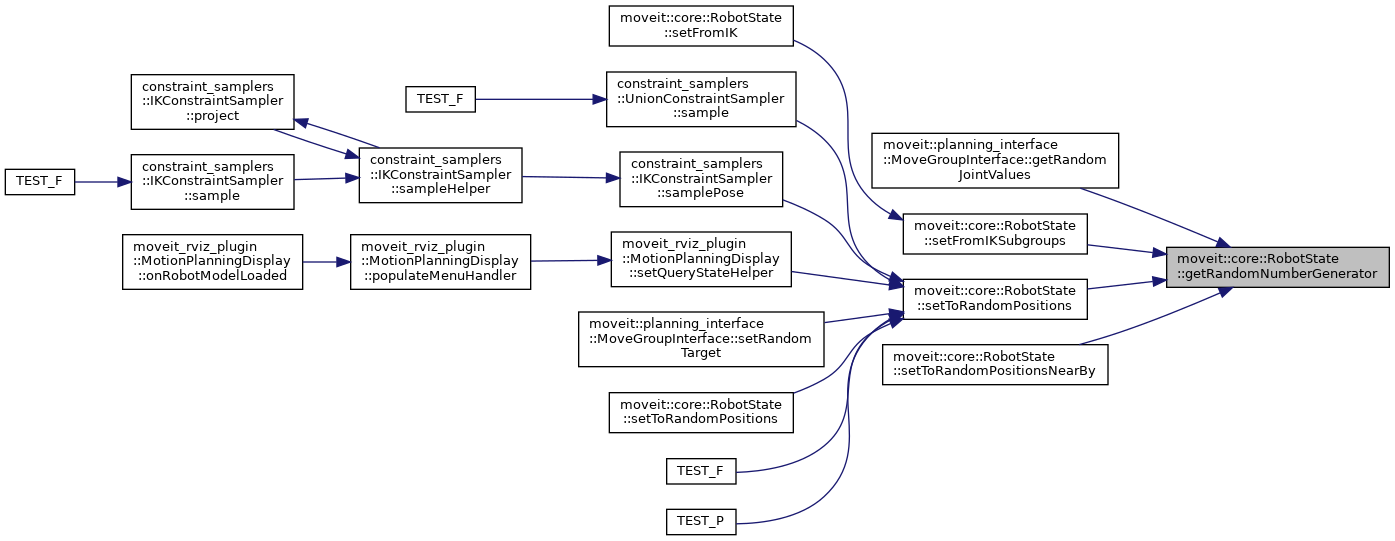 moveit::core::RobotState
::setFromIK
constraint_samplers
::IKConstraintSampler
::project
TEST_F
constraint_samplers
::UnionConstraintSampler
::sample
moveit::planning_interface
::MoveGroupInterface::getRandom
JointValues
TEST_F
constraint_samplers
::IKConstraintSampler
::sample
constraint_samplers
::IKConstraintSampler
::sampleHelper
constraint_samplers
::IKConstraintSampler
::samplePose
moveit::core::RobotState
::setFromIKSubgroups
moveit_rviz_plugin
::MotionPlanningDisplay
::onRobotModelLoaded
moveit_rviz_plugin
::MotionPlanningDisplay
::populateMenuHandler
moveit_rviz_plugin
::MotionPlanningDisplay
::setQueryStateHelper
moveit::core::RobotState
::getRandomNumberGenerator
moveit::core::RobotState
::setToRandomPositions
moveit::planning_interface
::MoveGroupInterface::setRandom
Target
moveit::core::RobotState
::setToRandomPositionsNearBy
moveit::core::RobotState
::setToRandomPositions
TEST_F
TEST_P